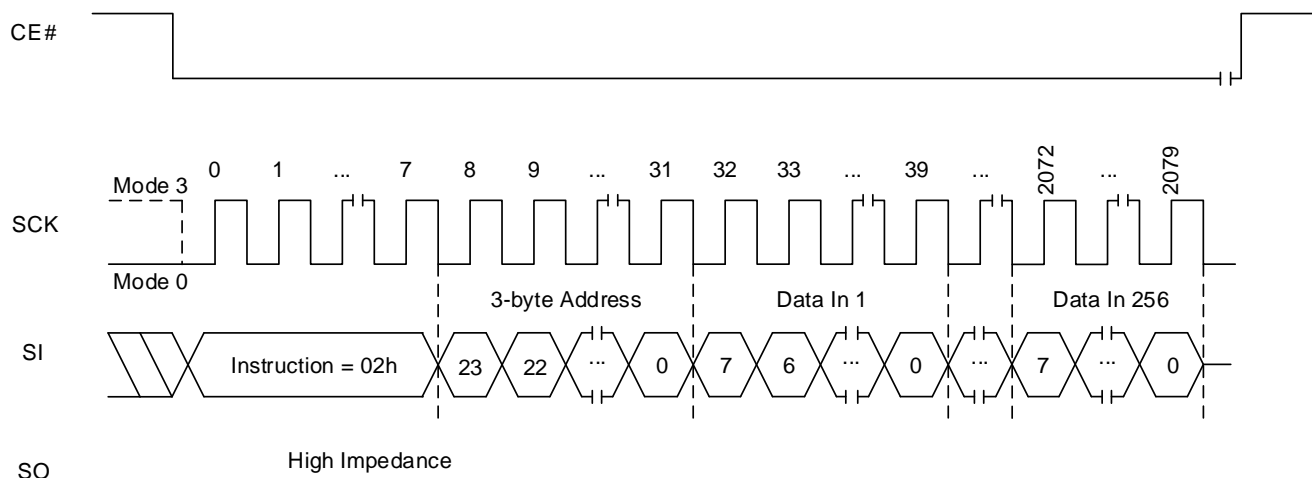 CE#
0 1 ... 7 8 9 ... 31 32 33 ... 39 ... 2072 ... 2079
Mode 3
SCK
Mode 0
3-byte Address Data In 1 Data In 256
SI
Instruction = 02h 23 22 ... 0 7 6 ... 0 ... 7 ... 0
High Impedance
SO